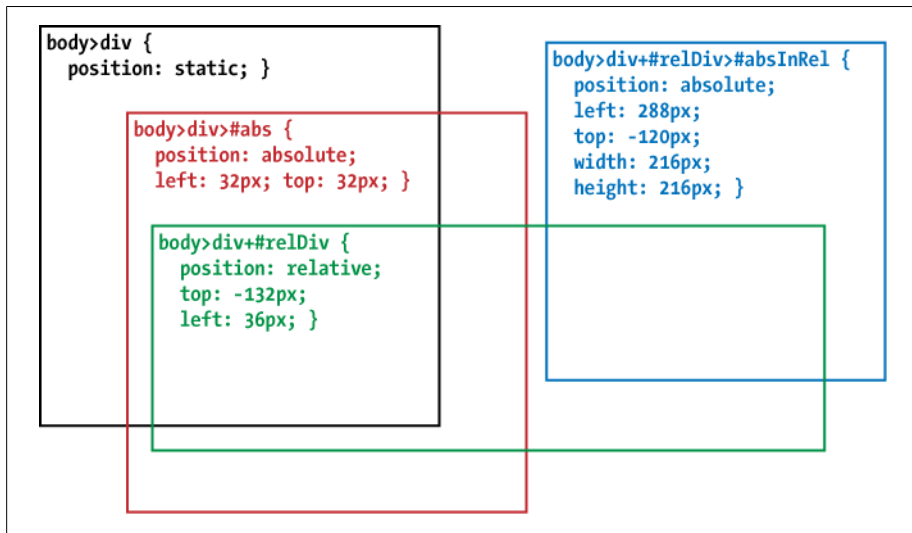 body>div {
position: static; }
body>div>#abs {
position: absolute;
left: 32px; top: 32px; }
body>div+#relDiv {
position: relative;
top: -132px;
left: 36px; }
body>div+#relDiv>#absInRel {
position: absolute;
left: 288px;
top: -120px;
width: 216px;
height: 216px; }